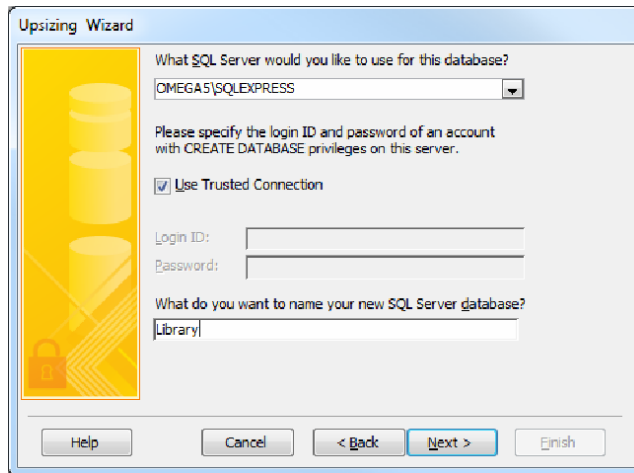 Upsizing Wizard
What SQL Server would you like to use for this database?
OMEGA5\SQLEXPRESS
Please specify the login ID and password of an account
with CREATE DATABASE privileges on this server.
Use Trusted Connection
Login ID:
Password:
What do you want to name your new SQL Server database?
Library
Help
Cancel
< Back
Next >
Finish